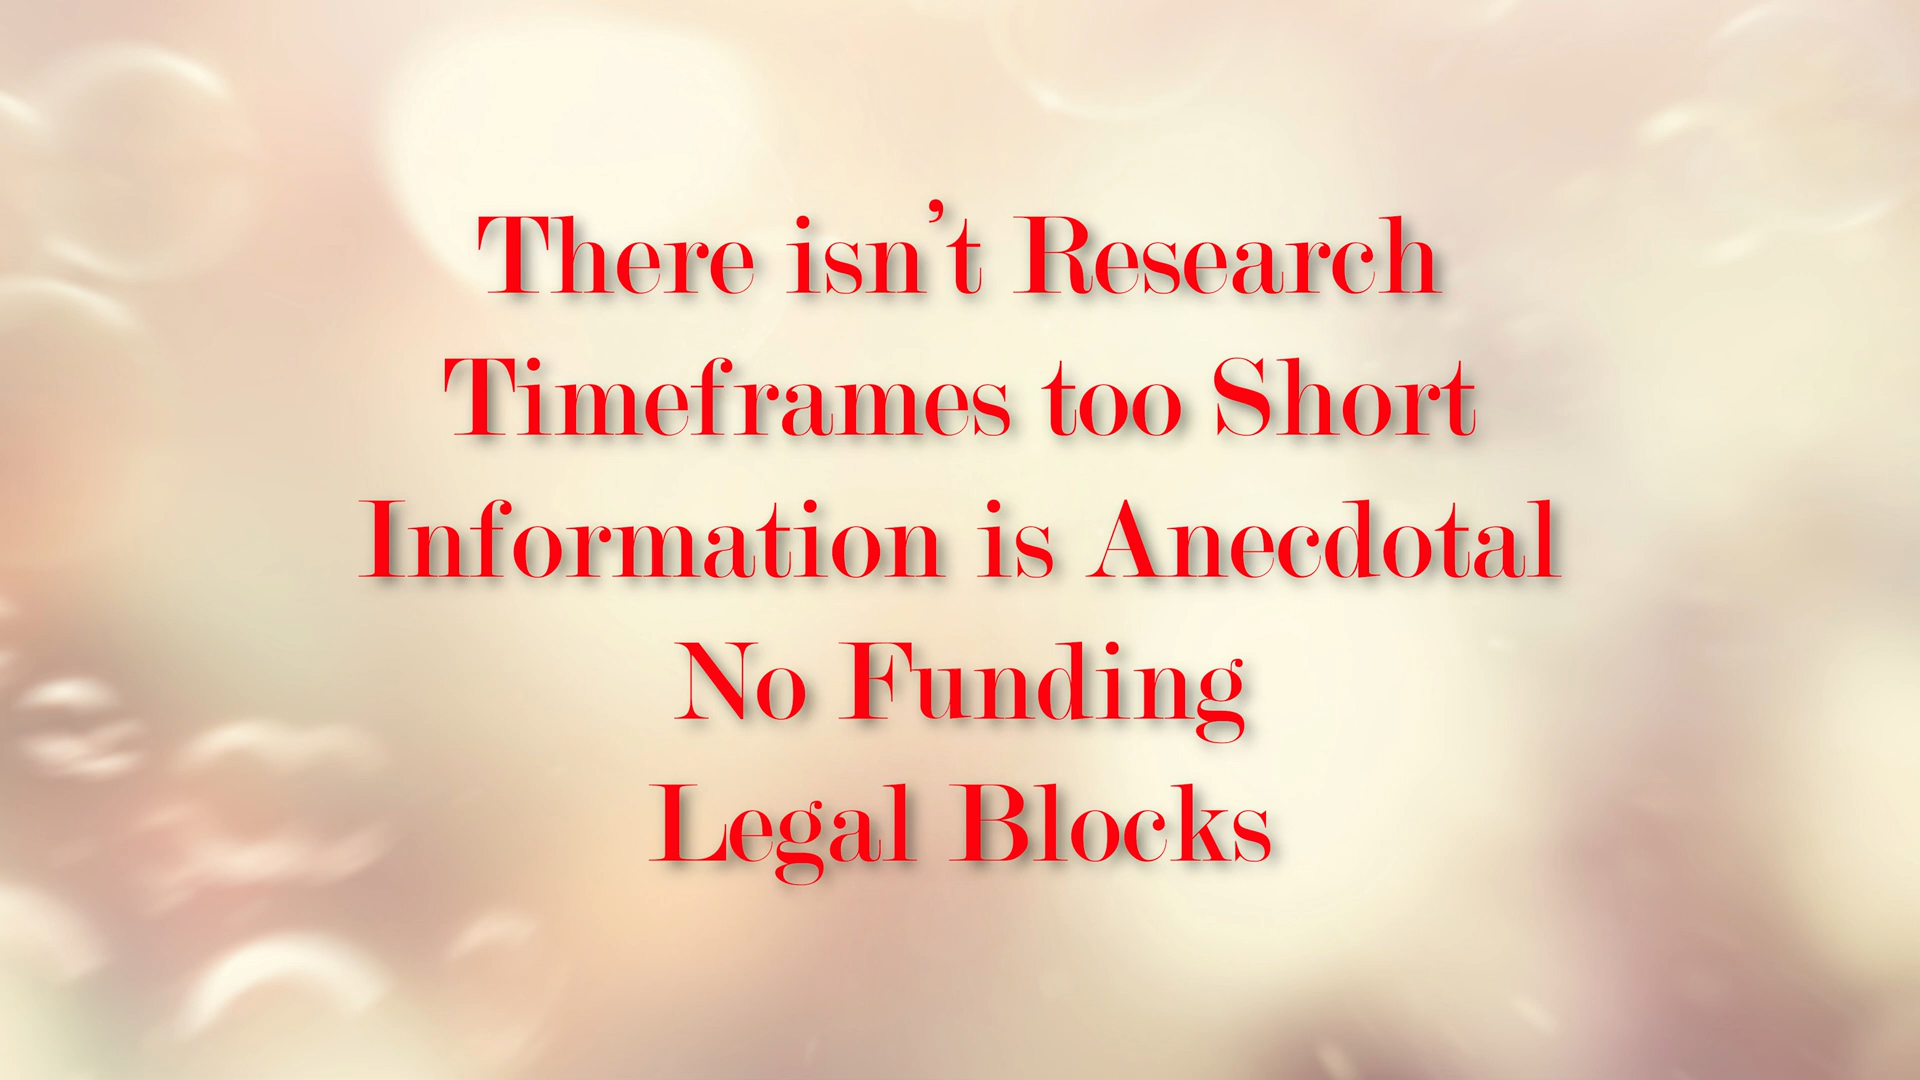 There isn’t Research
Timeframes too Short
Information is Anecdotal
No Funding
Legal Blocks